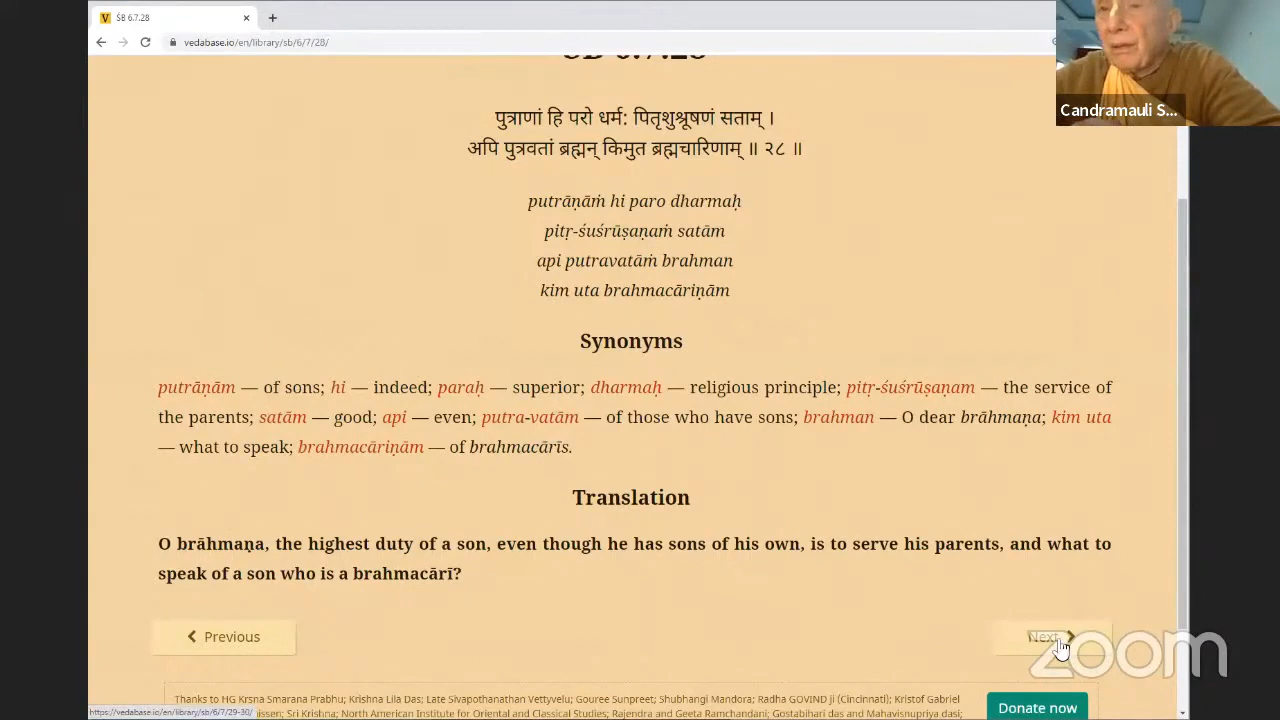 ŚB 6.7.28
vedabase.io/en/library/sb/6/7/28/
SB 6.7.28
Candramauli S...
पुत्राणां हि परो धर्म: पितृशुश्रूषणं सताम् ।
अपि पुत्रवतां ब्रह्मन् किमुत ब्रह्मचारिणाम् ॥ २८ ॥
putrāṇāṁ hi paro dharmaḥ
pitṛ-śuśrūṣaṇaṁ satām
api putravatāṁ brahman
kim uta brahmacāriṇām
Synonyms
putrāṇām — of sons; hi — indeed; paraḥ — superior; dharmaḥ — religious principle; pitṛ-śuśrūṣaṇam — the service of
the parents; satām — good; api — even; putra-vatām — of those who have sons; brahman — O dear brāhmaṇa; kim uta
— what to speak; brahmacāriṇām — of brahmacārīs.
Translation
O brāhmaṇa, the highest duty of a son, even though he has sons of his own, is to serve his parents, and what to
speak of a son who is a brahmacārī?
Previous
Next
zoom
Thanks to HG Krsna Smarana Prabhu; Krishna Lila Das; Late Sivapothanathan Vettyvelu; Gouree Sunpreet; Shubhangi Mandora; Radha GOVIND ji (Cincinnati); Kristof Gabriel
missen; Sri Krishna; North American Institute for Oriental and Classical Studies; Rajendra and Geeta Ramchandani; Gostabihari das and Mahavisnupriya dasi;
https://vedabase.io/en/library/sb/6/7/29-30/
Donate now